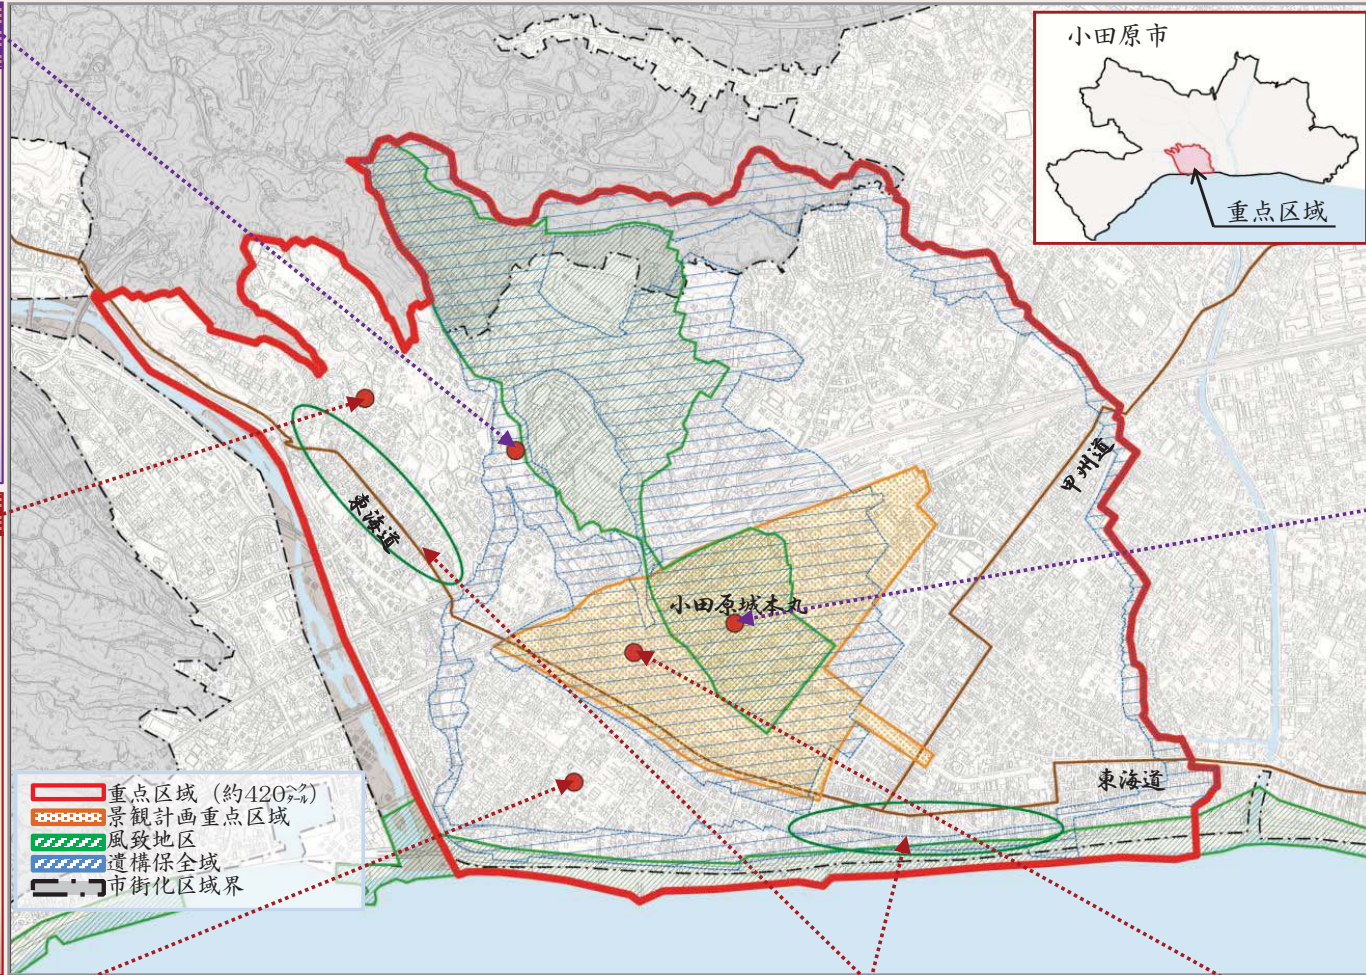 小田原市
重点区域
甲州道
東海道
小田原城本丸
東海道
重点区域 (約420ヘクタール)
景観計画重点区域
風致地区
遺構保全域
市街化区域界